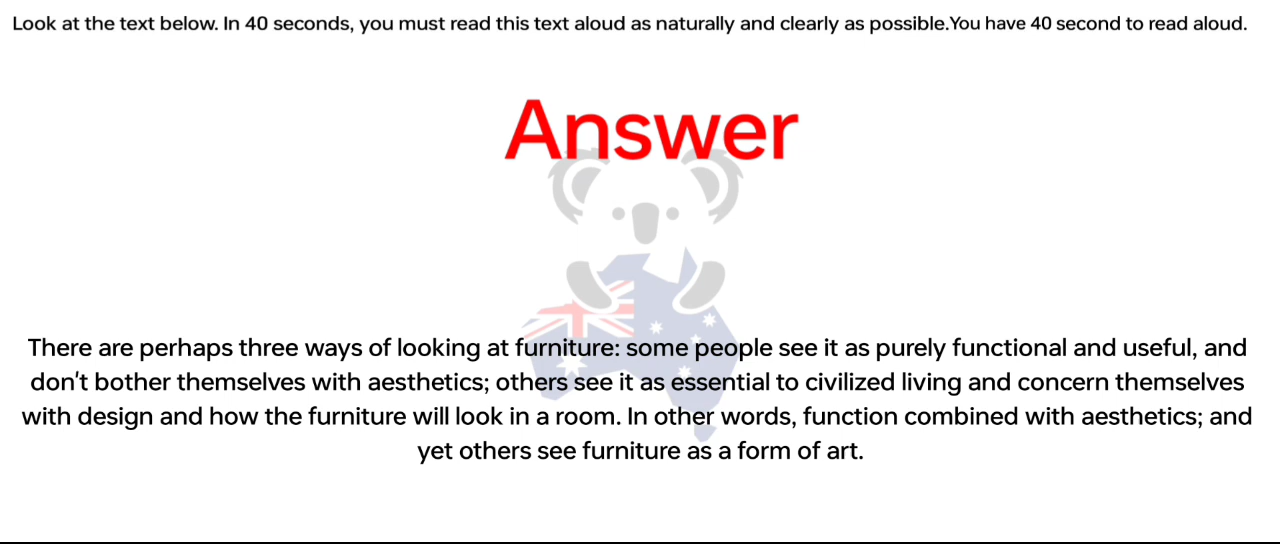 Look at the text below. In 40 seconds, you must read this text aloud as naturally and clearly as possible.You have 40 second to read aloud.
Answer
There are perhaps three ways of looking at furniture: some people see it as purely functional and useful, and
don't bother themselves with aesthetics; others see it as essential to civilized living and concern themselves
with design and how the furniture will look in a room. In other words, function combined with aesthetics; and
yet others see furniture as a form of art.